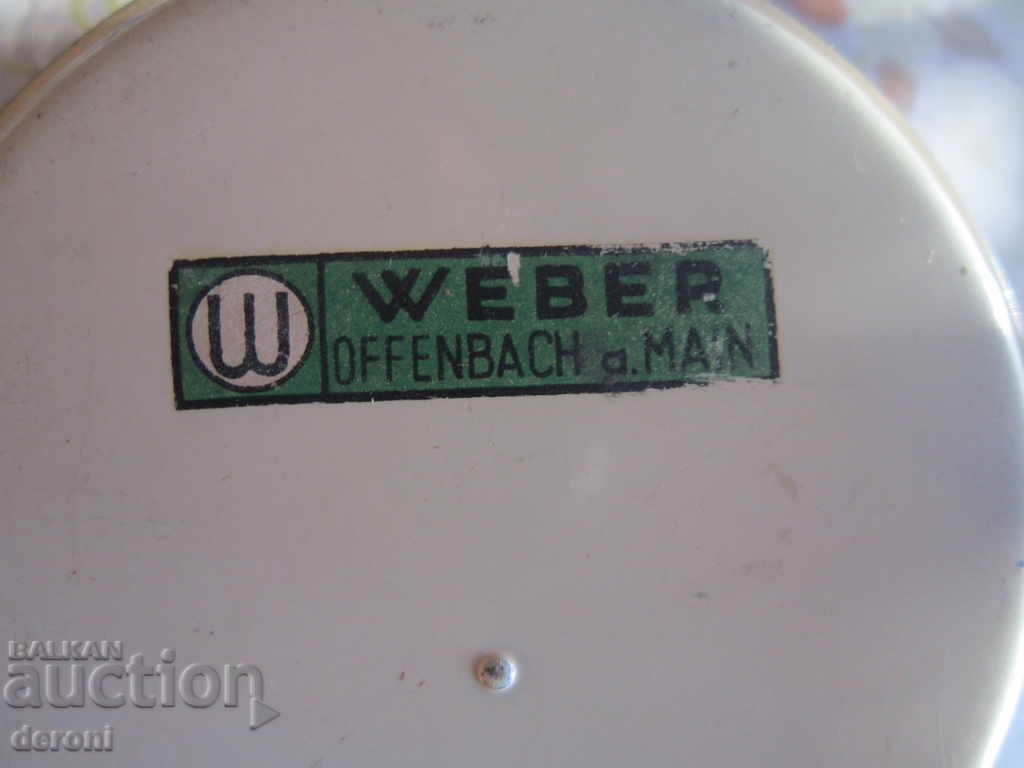 W
WEBER
OFFENBACH a. MAIN
BALKAN
auction
deroni